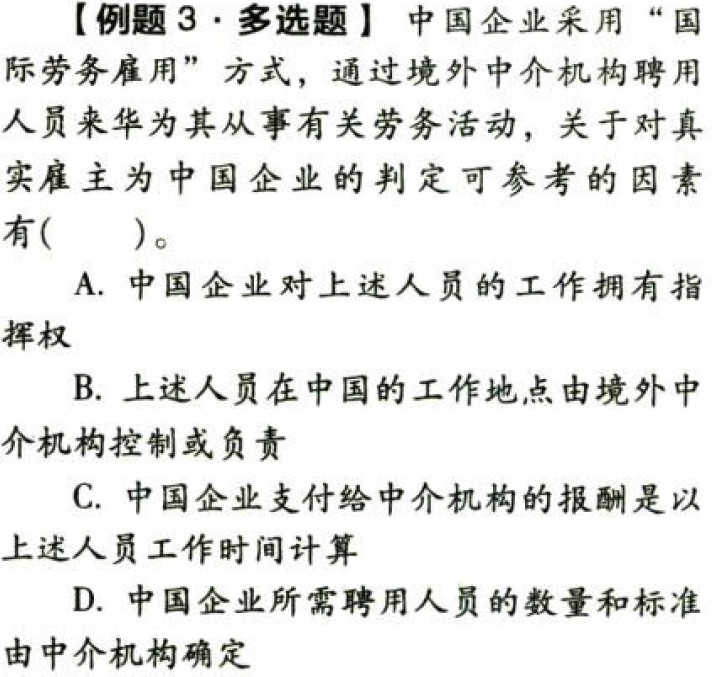 【例题 3·多选题】 中国企业采用“国
际劳务雇用”方式，通过境外中介机构聘用
人员来华为其从事有关劳务活动，关于对真
实雇主为中国企业的判定可参考的因素
有(　　)。
A. 中国企业对上述人员的工作拥有指
挥权
B. 上述人员在中国的工作地点由境外中
介机构控制或负责
C. 中国企业支付给中介机构的报酬是以
上述人员工作时间计算
D. 中国企业所需聘用人员的数量和标准
由中介机构确定